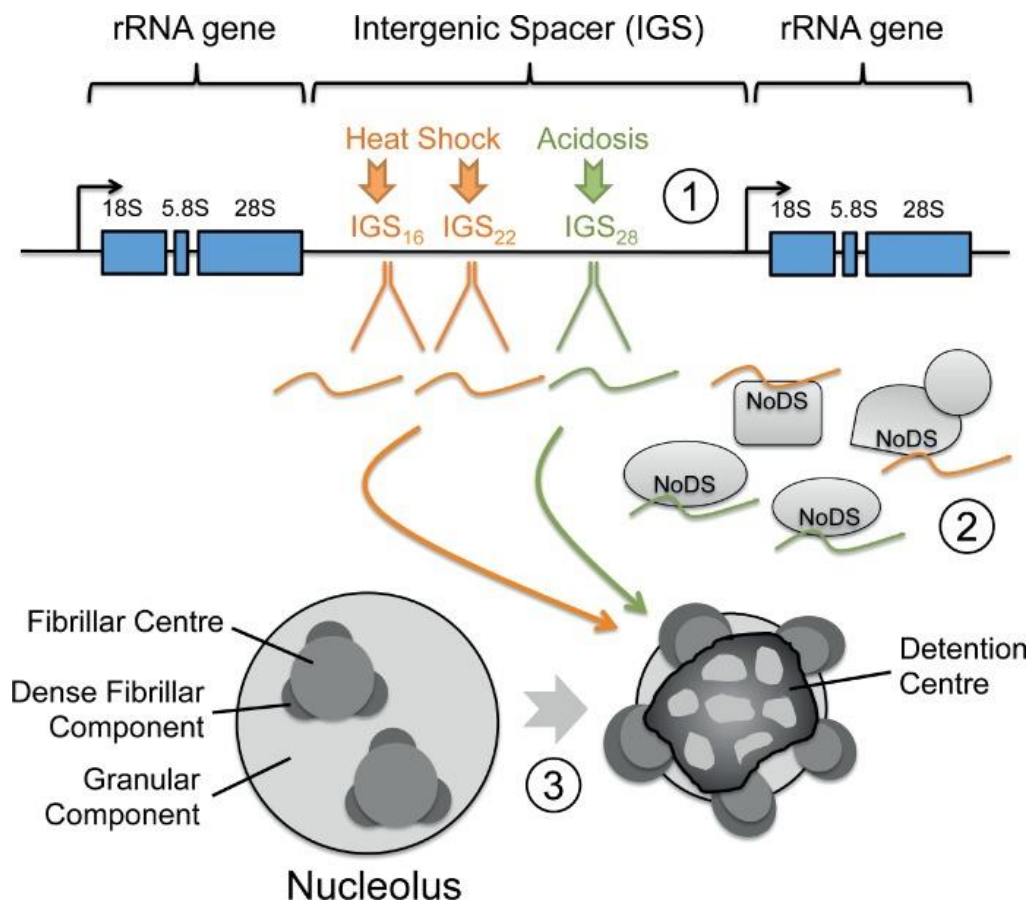 rRNA gene
Intergenic Spacer (IGS)
rRNA gene
Heat Shock
Acidosis
1
18S 5.8S 28S
IGS16 IGS22 IGS28
18S 5.8S 28S
NoDS
NoDS
NoDS
NoDS
2
Fibrillar Centre
Dense Fibrillar
Component
Granular
Component
Nucleolus
3
Detention
Centre